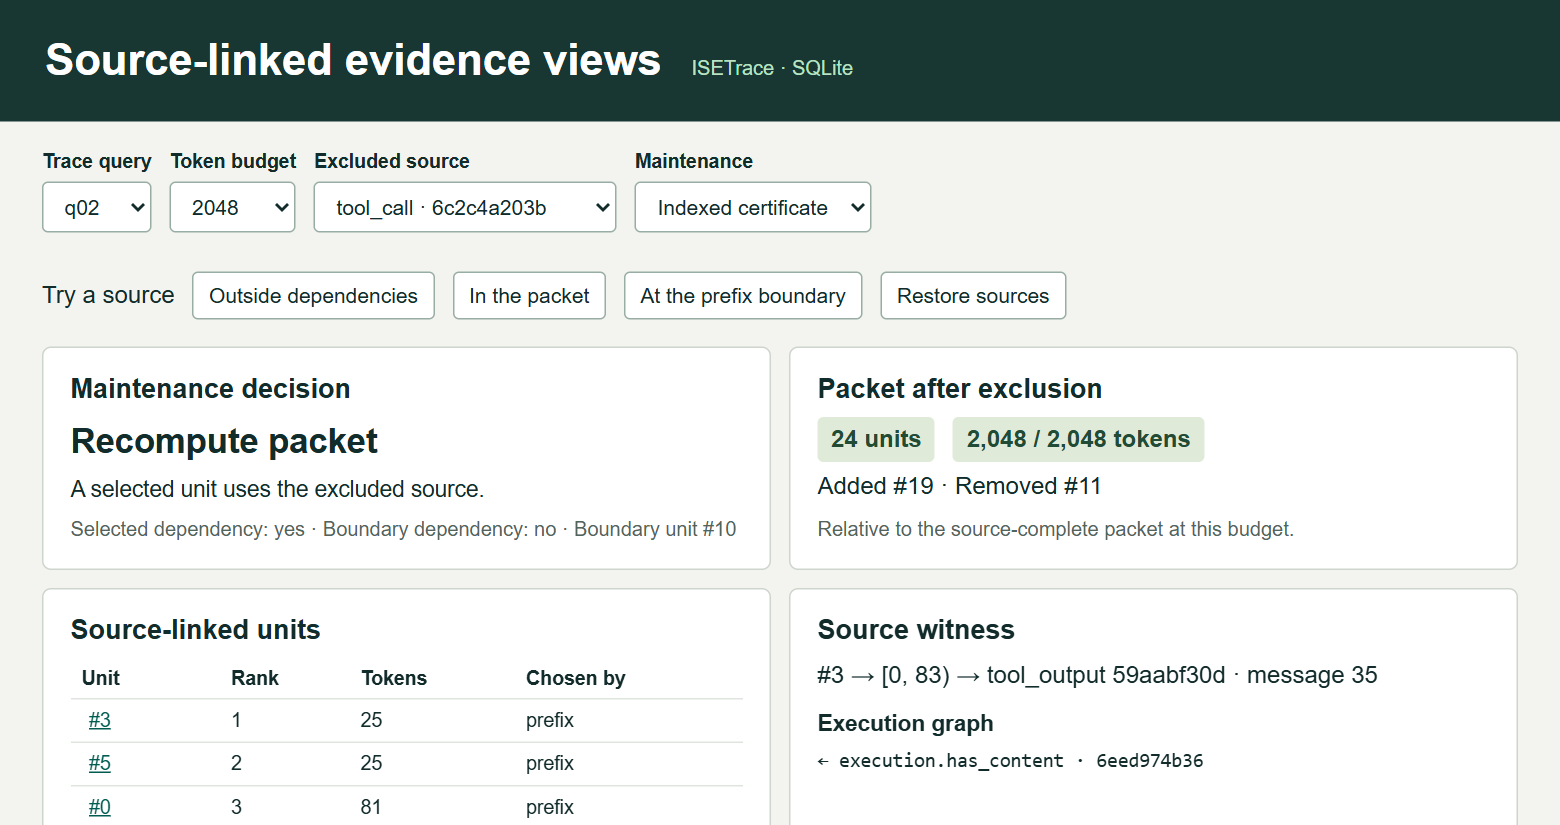 Source-linked evidence views ISETrace · SQLite
Trace query Token budget Excluded source Maintenance
q02 2048 tool_call · 6c2c4a203b Indexed certificate
Try a source Outside dependencies In the packet At the prefix boundary Restore sources
Maintenance decision
Recompute packet
A selected unit uses the excluded source.
Selected dependency: yes · Boundary dependency: no · Boundary unit #10
Packet after exclusion
24 units 2,048 / 2,048 tokens
Added #19 · Removed #11
Relative to the source-complete packet at this budget.
Source-linked units
Unit Rank Tokens Chosen by
#3 1 25 prefix
#5 2 25 prefix
#0 3 81 prefix
Source witness
#3 → [0, 83) → tool_output 59aabf30d · message 35
Execution graph
← execution.has_content · 6eed974b36